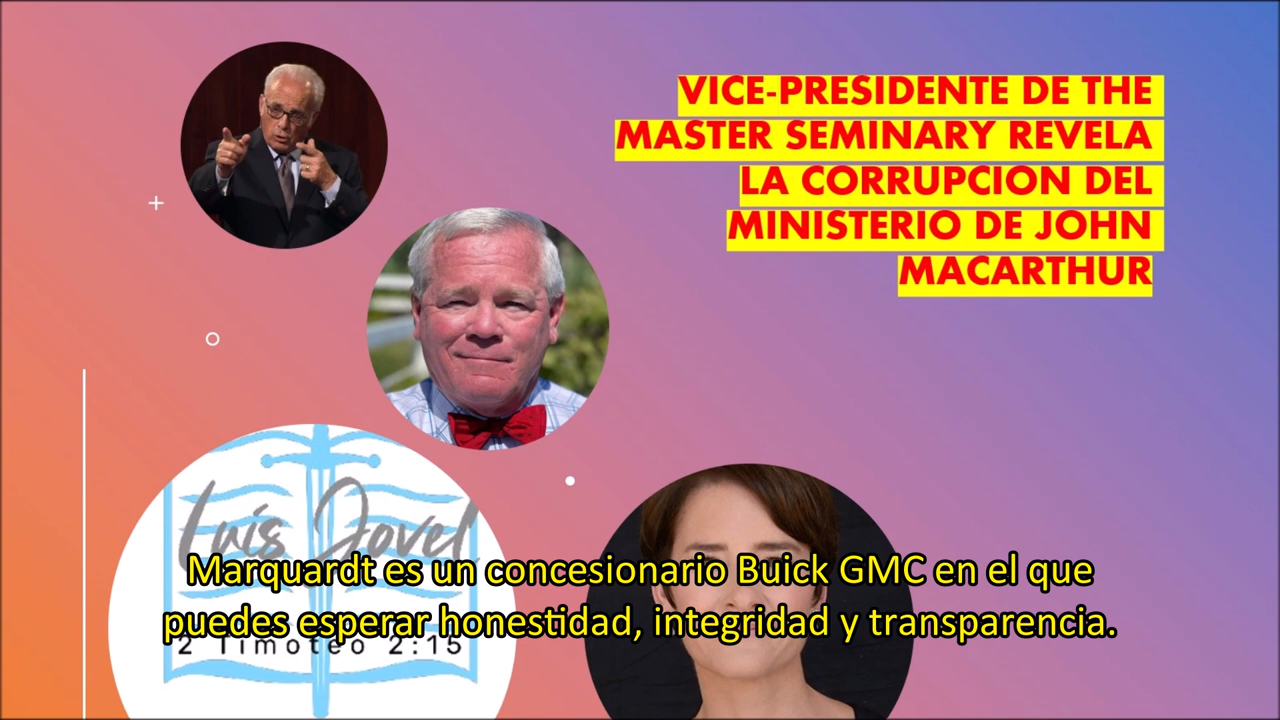 VICE-PRESIDENTE DE THE
MASTER SEMINARY REVELA
LA CORRUPCION DEL
MINISTERIO DE JOHN
MACARTHUR
Luis Jovel
Marquardt es un concesionario Buick GMC en el que
puedes esperar honestidad, integridad y transparencia.
2 Timoteo 2:15